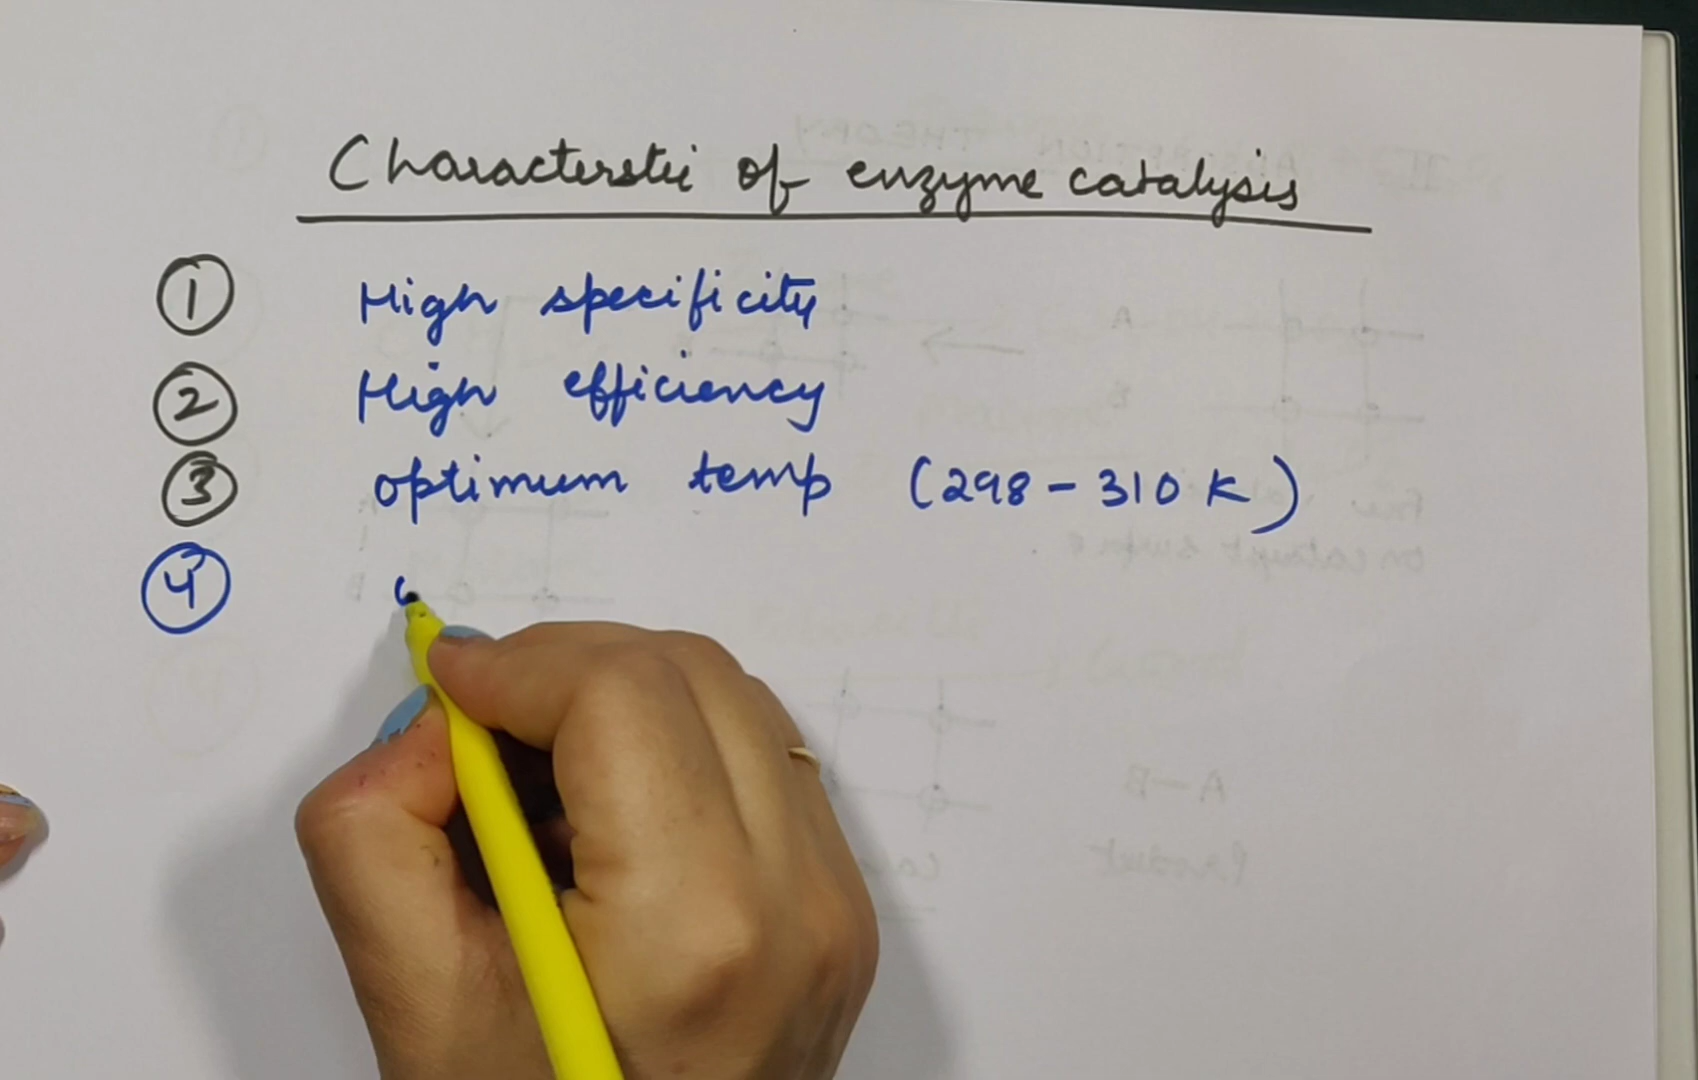 Characterstic of enzyme catalysis
1 High specificity
2 High efficiency
3 optimum temp (298 - 310 K)
4